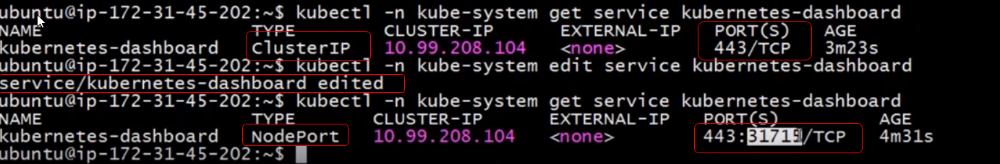 ubuntu@ip-172-31-45-202:~$ kubectl -n kube-system get service kubernetes-dashboard
NAME TYPE CLUSTER-IP EXTERNAL-IP PORT(S) AGE
kubernetes-dashboard ClusterIP 10.99.208.104 <none> 443/TCP 3m23s
ubuntu@ip-172-31-45-202:~$ kubectl -n kube-system edit service kubernetes-dashboard
service/kubernetes-dashboard edited
ubuntu@ip-172-31-45-202:~$ kubectl -n kube-system get service kubernetes-dashboard
NAME TYPE CLUSTER-IP EXTERNAL-IP PORT(S) AGE
kubernetes-dashboard NodePort 10.99.208.104 <none> 443:31719/TCP 4m31s
ubuntu@ip-172-31-45-202:~$